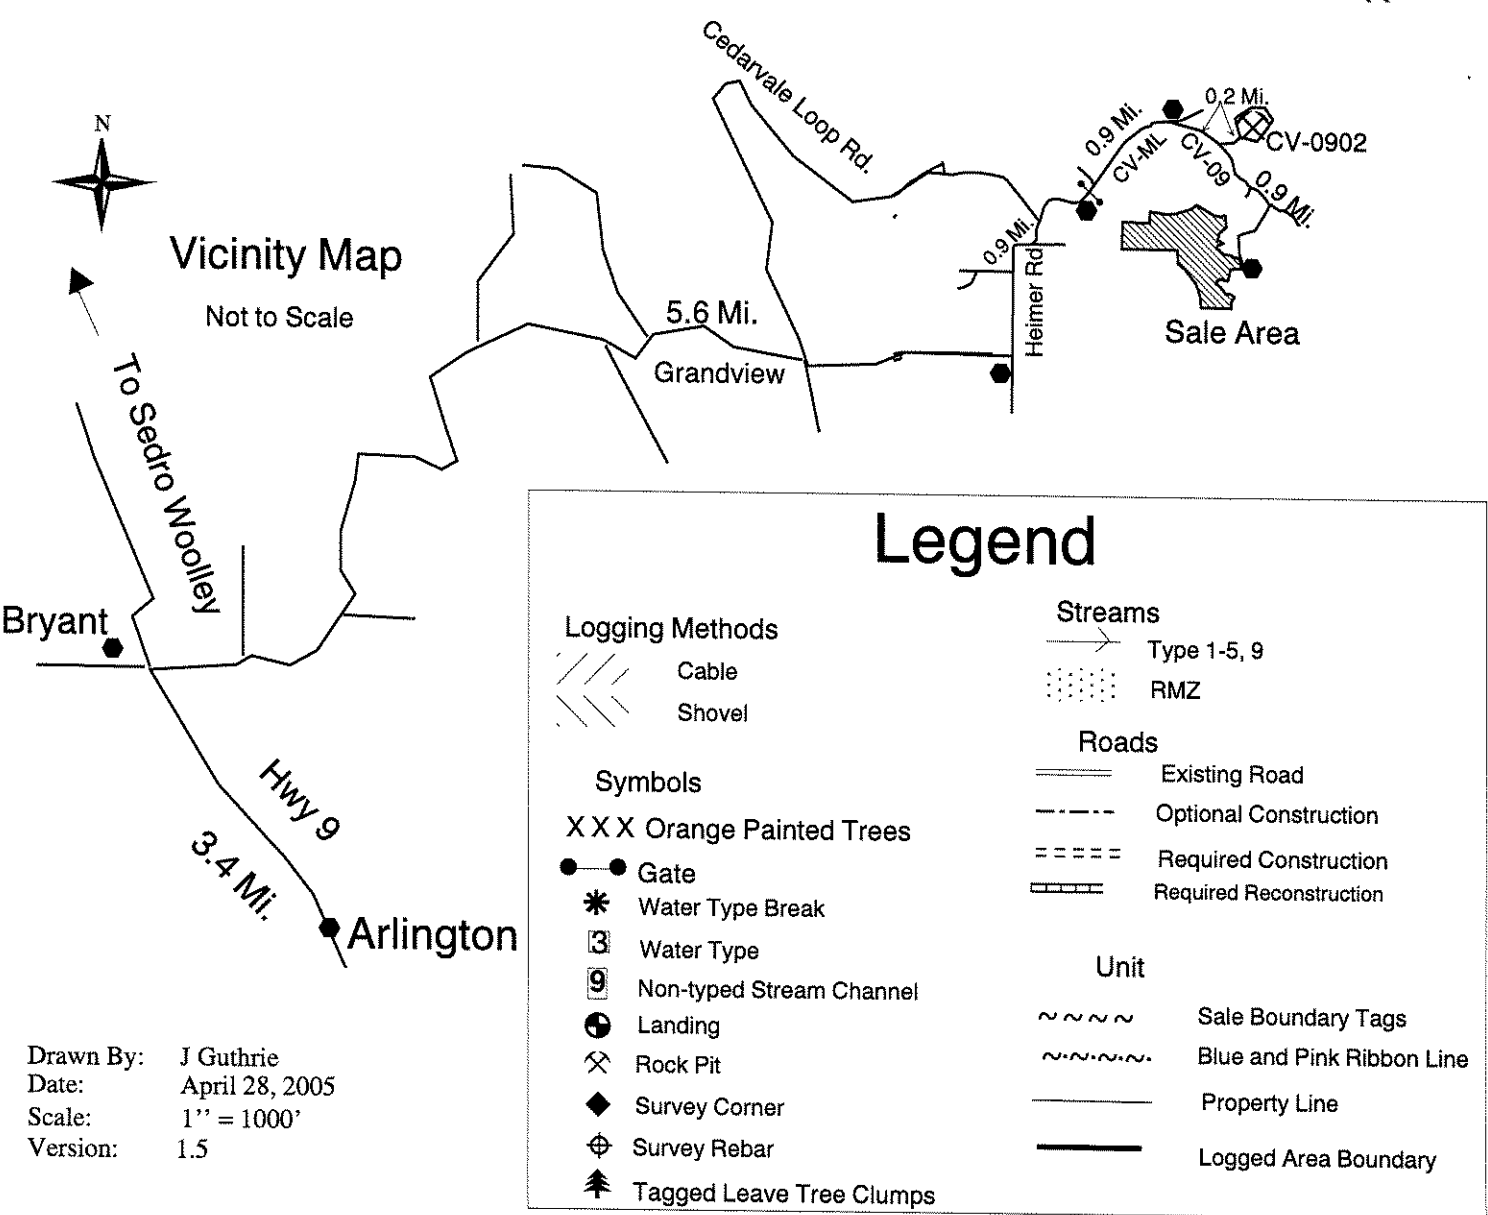 N
Vicinity Map
Not to Scale
To Sedro Woolley
Bryant
Hwy 9
3.4 Mi.
Arlington
5.6 Mi.
Grandview
Cedarvale Loop Rd.
0.9 Mi.
Heimer Rd
0.9 Mi.
CV-ML
0.2 Mi.
CV-0902
CV-09
0.9 Mi.
Sale Area
Legend
Logging Methods
Cable
Shovel
Symbols
X X X Orange Painted Trees
Gate
Water Type Break
3 Water Type
9 Non-typed Stream Channel
Landing
Rock Pit
Survey Corner
Survey Rebar
Tagged Leave Tree Clumps
Streams
Type 1-5, 9
RMZ
Roads
Existing Road
Optional Construction
Required Construction
Required Reconstruction
Unit
Sale Boundary Tags
Blue and Pink Ribbon Line
Property Line
Logged Area Boundary
Drawn By: J Guthrie
Date: April 28, 2005
Scale: 1'' = 1000'
Version: 1.5